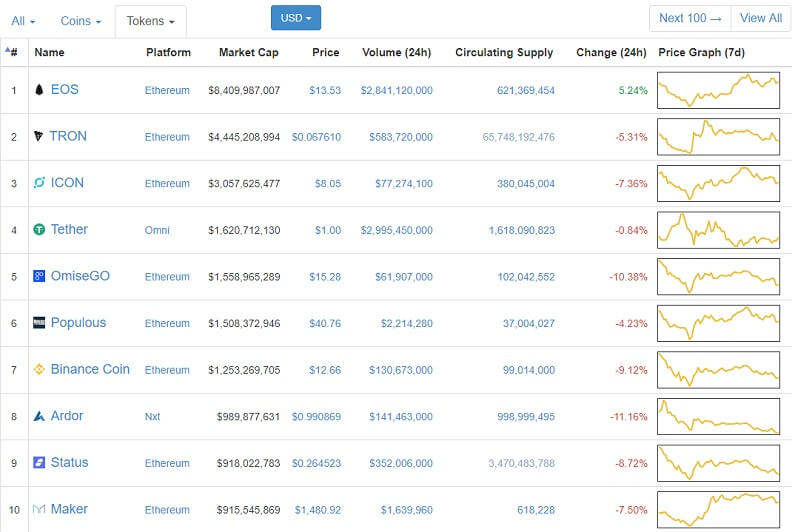 All Coins Tokens USD Next 100 → View All
# Name Platform Market Cap Price Volume (24h) Circulating Supply Change (24h) Price Graph (7d)
1 EOS Ethereum $8,409,987,007 $13.53 $2,841,120,000 621,369,454 5.24%
2 TRON Ethereum $4,445,208,994 $0.067610 $583,720,000 65,748,192,476 -5.31%
3 ICON Ethereum $3,057,625,477 $8.05 $77,274,100 380,045,004 -7.36%
4 Tether Omni $1,620,712,130 $1.00 $2,995,450,000 1,618,090,823 -0.84%
5 OmiseGO Ethereum $1,558,965,289 $15.28 $61,907,000 102,042,552 -10.38%
6 Populous Ethereum $1,508,372,946 $40.76 $2,214,280 37,004,027 -4.23%
7 Binance Coin Ethereum $1,253,269,705 $12.66 $130,673,000 99,014,000 -9.12%
8 Ardor Nxt $989,877,631 $0.990869 $141,463,000 998,999,495 -11.16%
9 Status Ethereum $918,022,783 $0.264523 $352,006,000 3,470,483,788 -8.72%
10 Maker Ethereum $915,545,869 $1,480.92 $1,639,960 618,228 -7.50%